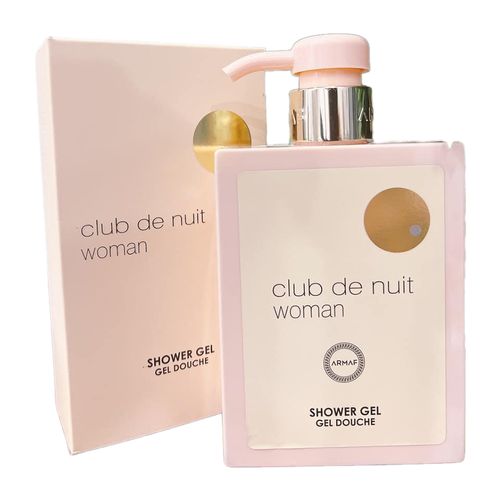 club de nuit
woman
SHOWER GEL
GEL DOUCHE
club de nuit
woman
ARMAF
SHOWER GEL
GEL DOUCHE